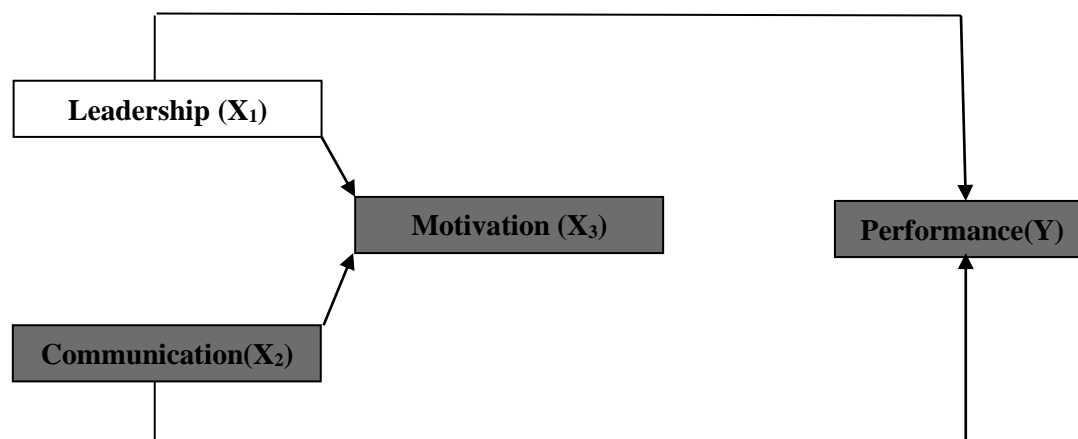 Leadership (X₁)
Motivation (X₃)
Performance(Y)
Communication(X₂)